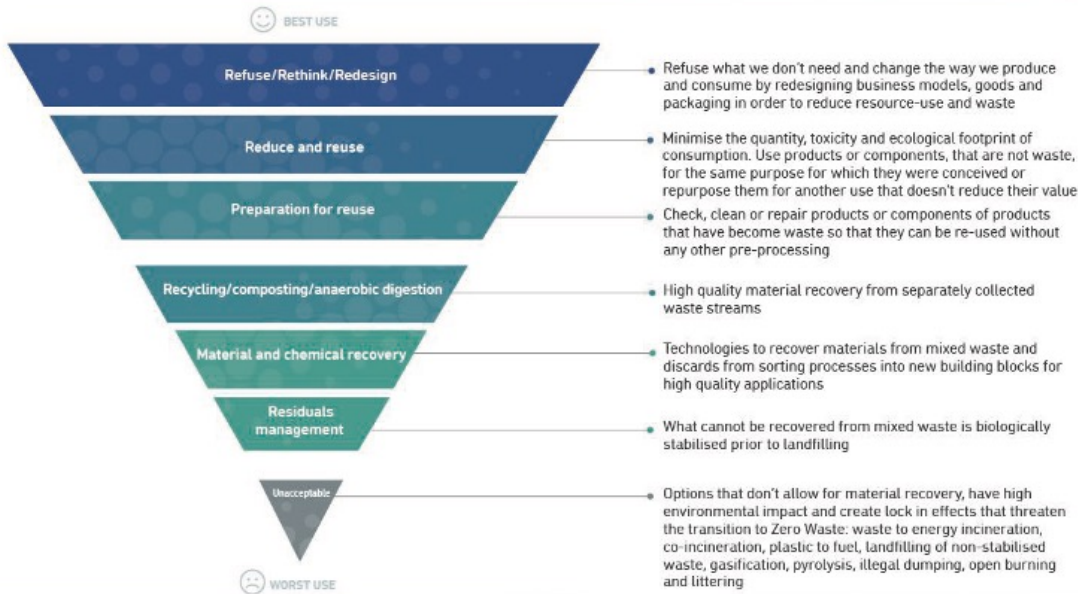 BEST USE
Refuse/Rethink/Redesign
Refuse what we don't need and change the way we produce
and consume by redesigning business models, goods and
packaging in order to reduce resource-use and waste
Reduce and reuse
Minimise the quantity, toxicity and ecological footprint of
consumption. Use products or components, that are not waste,
for the same purpose for which they were conceived or
repurpose them for another use that doesn't reduce their value
Preparation for reuse
Check, clean or repair products or components of products
that have become waste so that they can be re-used without
any other pre-processing
Recycling/composting/anaerobic digestion
High quality material recovery from separately collected
waste streams
Material and chemical recovery
Technologies to recover materials from mixed waste and
discards from sorting processes into new building blocks for
high quality applications
Residuals
management
What cannot be recovered from mixed waste is biologically
stabilised prior to landfilling
Unacceptable
Options that don't allow for material recovery, have high
environmental impact and create lock in effects that threaten
the transition to Zero Waste: waste to energy incineration,
co-incineration, plastic to fuel, landfilling of non-stabilised
waste, gasification, pyrolysis, illegal dumping, open burning
and littering
WORST USE